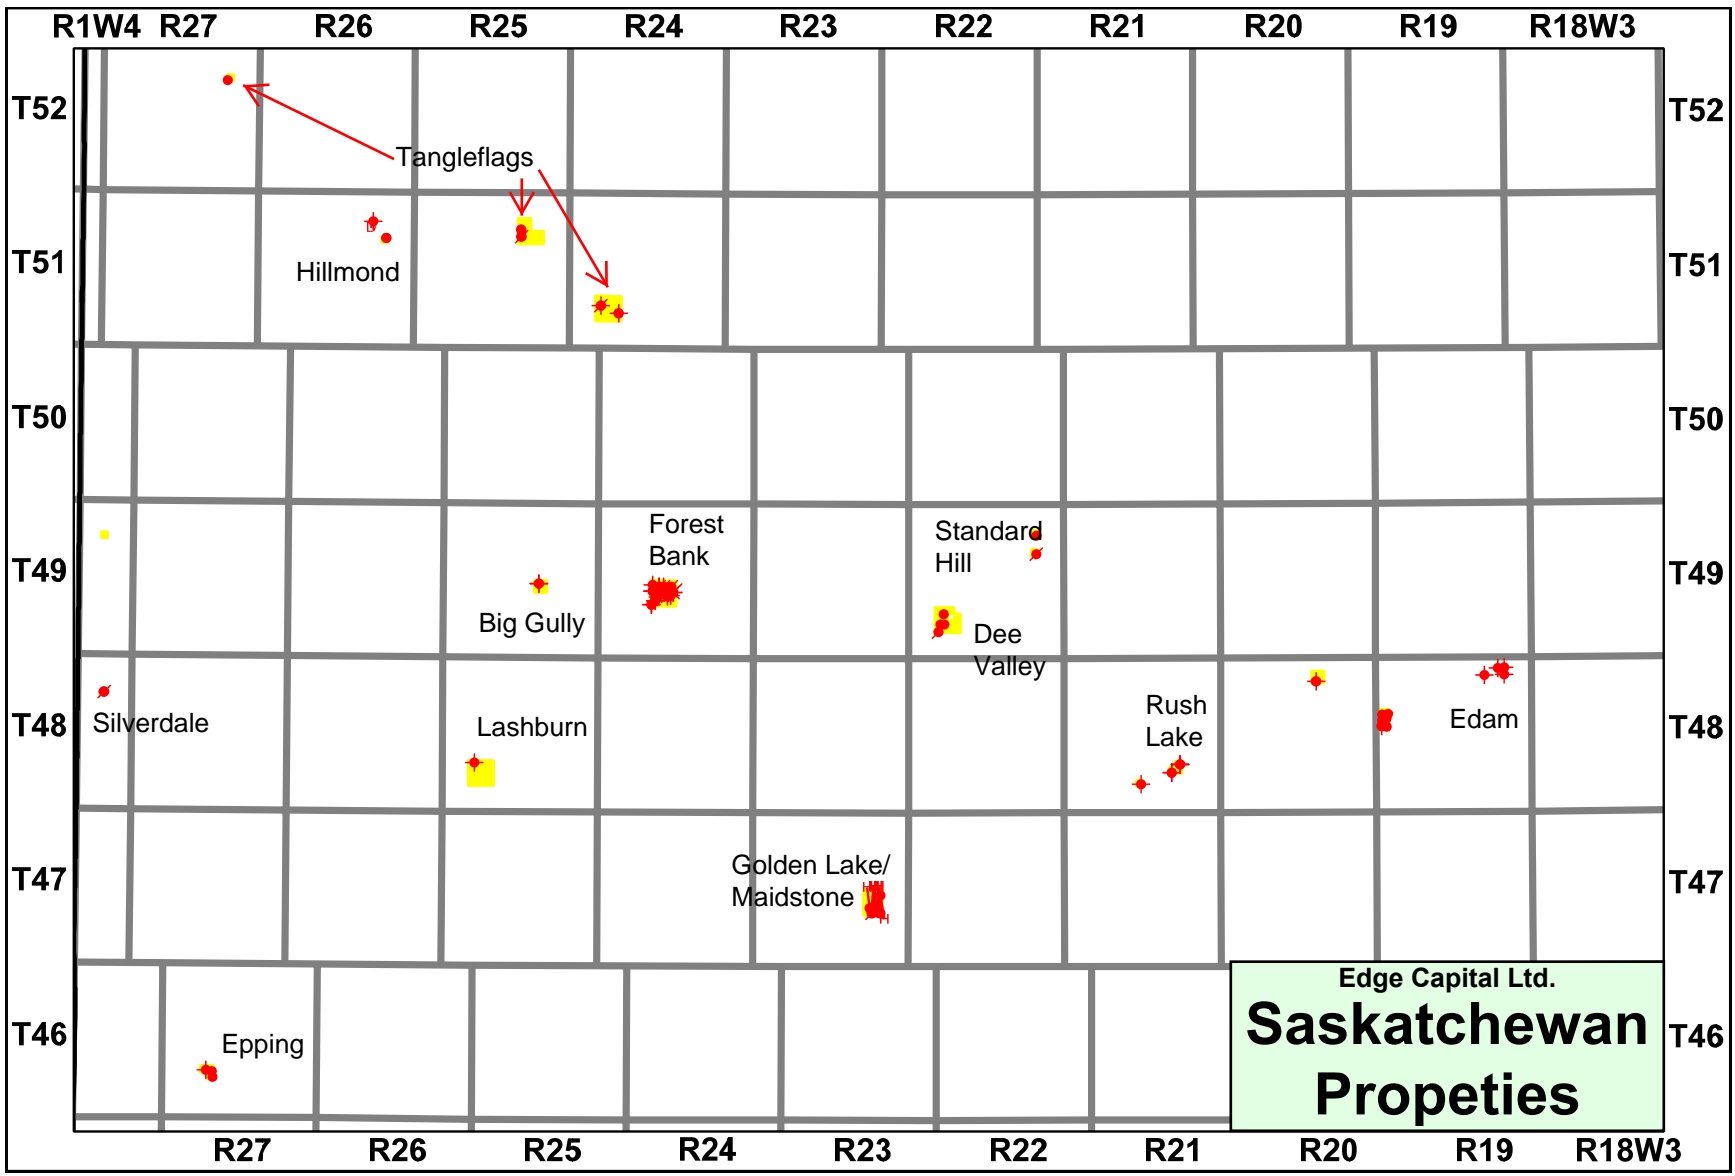 R1W4 R27 R26 R25 R24 R23 R22 R21 R20 R19 R18W3
T52 T52
Tangleflags
T51 T51
Hillmond
T50 T50
Forest
Bank
Standard
Hill
T49 T49
Big Gully
Dee
Valley
Silverdale
Lashburn
Rush
Lake
Edam
T48 T48
Golden Lake/
Maidstone
T47 T47
Edge Capital Ltd.
Saskatchewan
Propeties
T46 T46
Epping
R27 R26 R25 R24 R23 R22 R21 R20 R19 R18W3